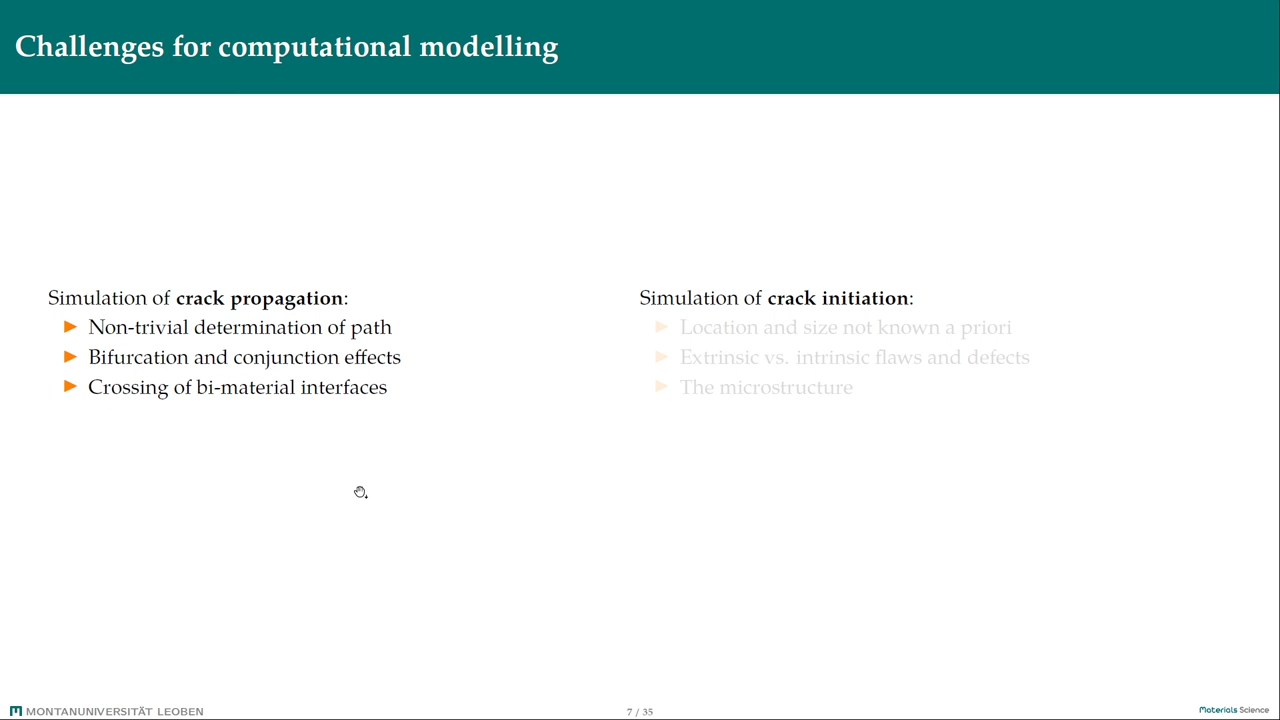 Challenges for computational modelling
Simulation of crack propagation:
Non-trivial determination of path
Bifurcation and conjunction effects
Crossing of bi-material interfaces
Simulation of crack initiation:
Location and size not known a priori
Extrinsic vs. intrinsic flaws and defects
The microstructure
MONTANUNIVERSITÄT LEOBEN
7 / 35
Materials Science